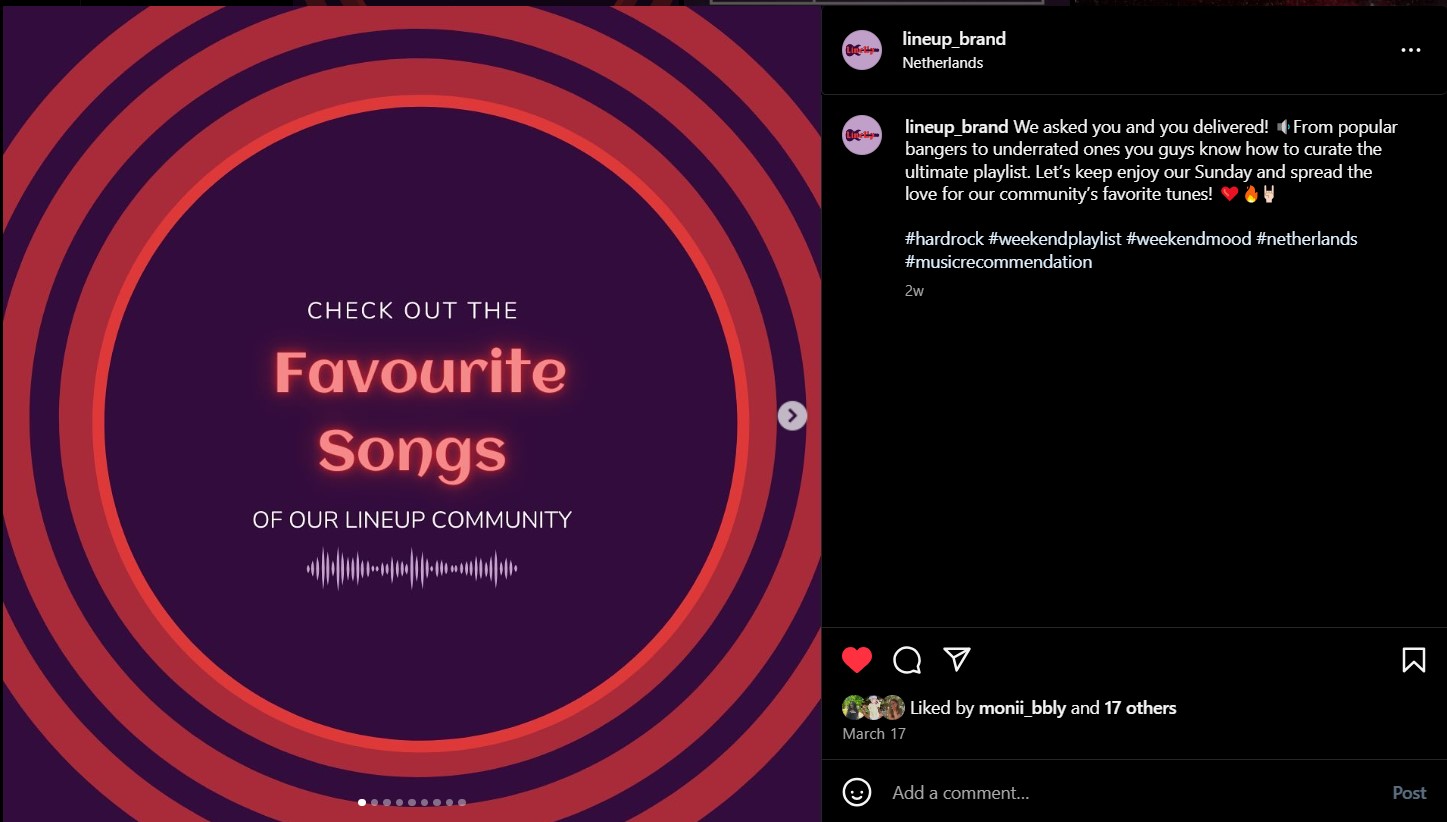 CHECK OUT THE
Favourite
Songs
OF OUR LINEUP COMMUNITY
lineup_brand
Netherlands
lineup_brand We asked you and you delivered! 🔈From popular
bangers to underrated ones you guys know how to curate the
ultimate playlist. Let’s keep enjoy our Sunday and spread the
love for our community’s favorite tunes! ❤️🔥🤘🏻
#hardrock #weekendplaylist #weekendmood #netherlands
#musicrecommendation
2w
Liked by monii_bbly and 17 others
March 17
Add a comment...
Post